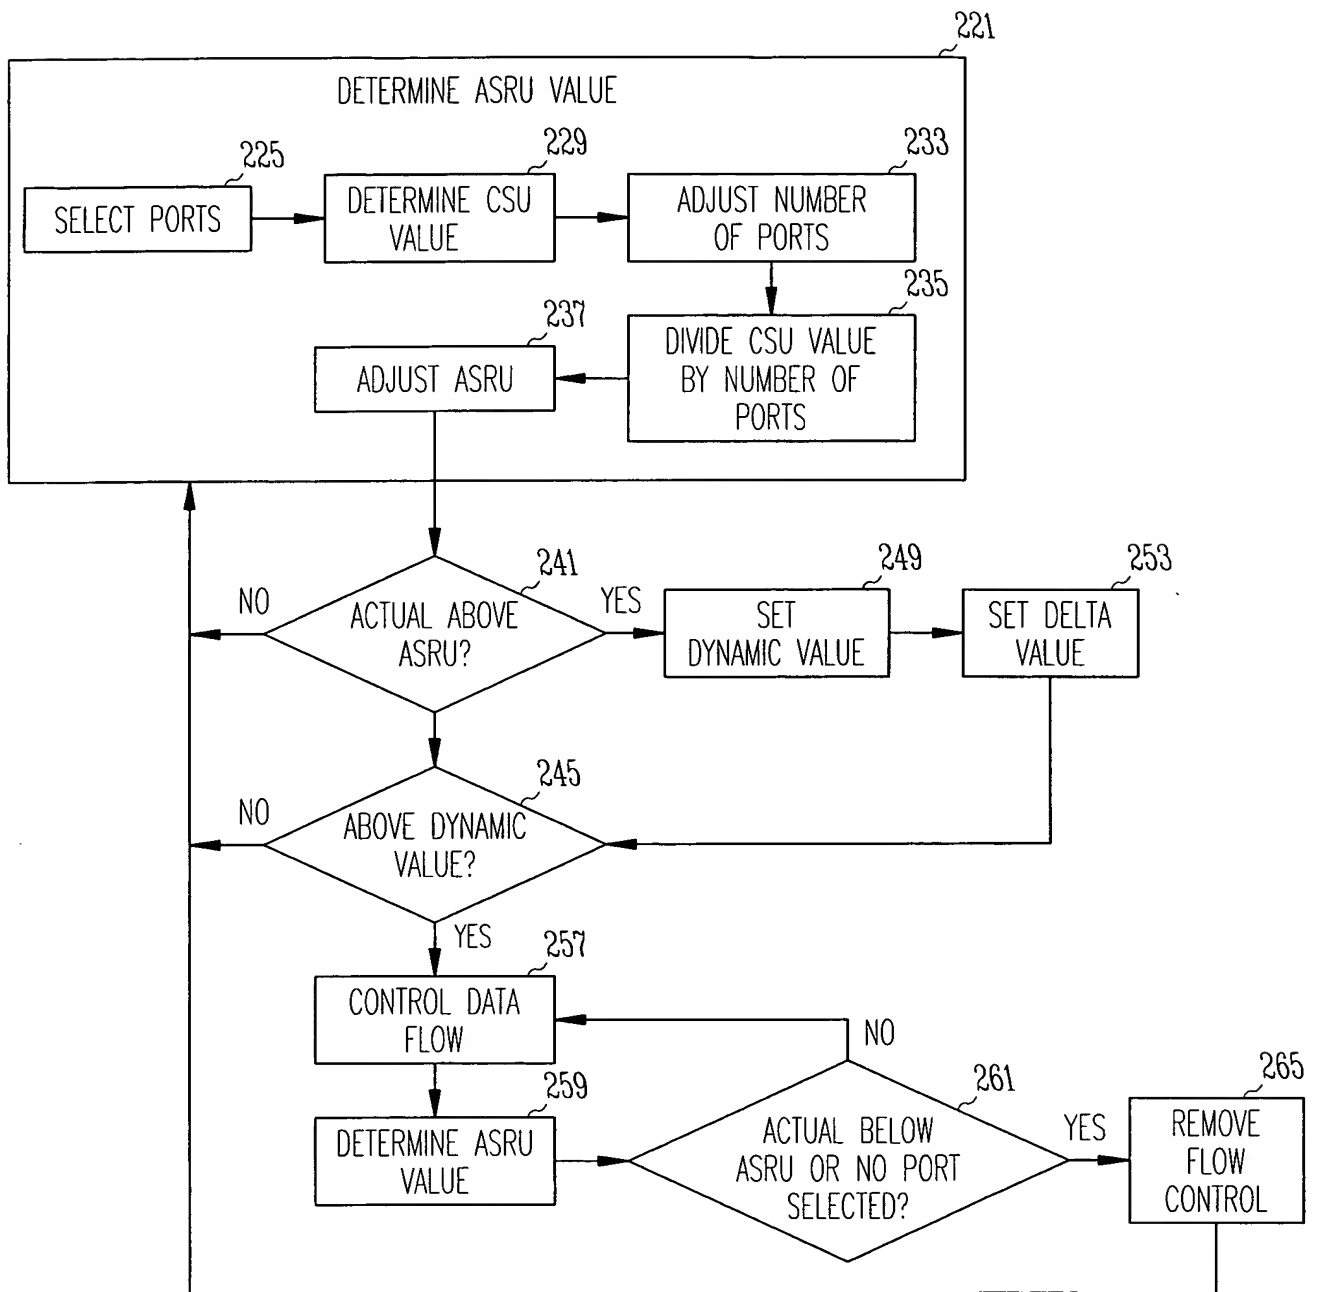 221
DETERMINE ASRU VALUE
225
SELECT PORTS
229
DETERMINE CSU
VALUE
233
ADJUST NUMBER
OF PORTS
235
DIVIDE CSU VALUE
BY NUMBER OF
PORTS
237
ADJUST ASRU
241
ACTUAL ABOVE
ASRU?
NO
YES
249
SET
DYNAMIC VALUE
253
SET DELTA
VALUE
245
ABOVE DYNAMIC
VALUE?
NO
YES
257
CONTROL DATA
FLOW
259
DETERMINE ASRU
VALUE
261
ACTUAL BELOW
ASRU OR NO PORT
SELECTED?
NO
YES
265
REMOVE
FLOW
CONTROL